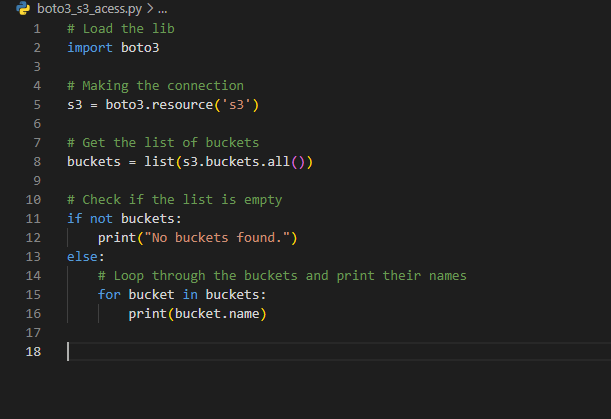 boto3_s3_acess.py > ...
1 # Load the lib
2 import boto3
3
4 # Making the connection
5 s3 = boto3.resource('s3')
6
7 # Get the list of buckets
8 buckets = list(s3.buckets.all())
9
10 # Check if the list is empty
11 if not buckets:
12     print("No buckets found.")
13 else:
14     # Loop through the buckets and print their names
15     for bucket in buckets:
16         print(bucket.name)
17
18